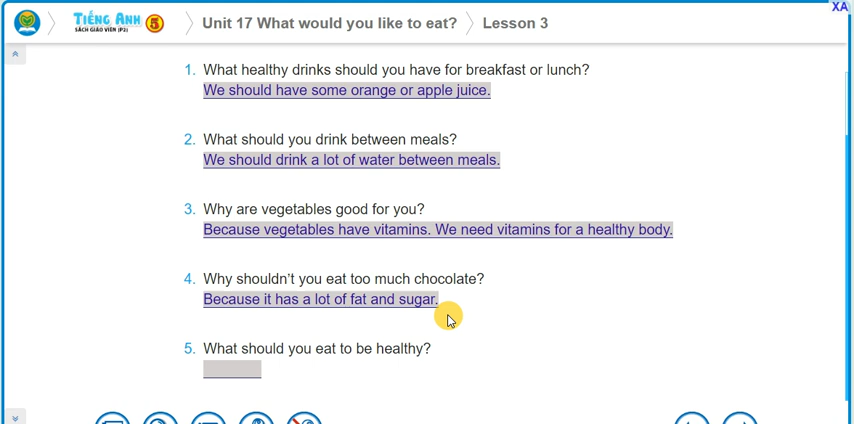 XA
TIẾNG ANH 5
SÁCH GIÁO VIÊN (P2)
Unit 17 What would you like to eat? Lesson 3
1. What healthy drinks should you have for breakfast or lunch?
We should have some orange or apple juice.
2. What should you drink between meals?
We should drink a lot of water between meals.
3. Why are vegetables good for you?
Because vegetables have vitamins. We need vitamins for a healthy body.
4. Why shouldn't you eat too much chocolate?
Because it has a lot of fat and sugar.
5. What should you eat to be healthy?